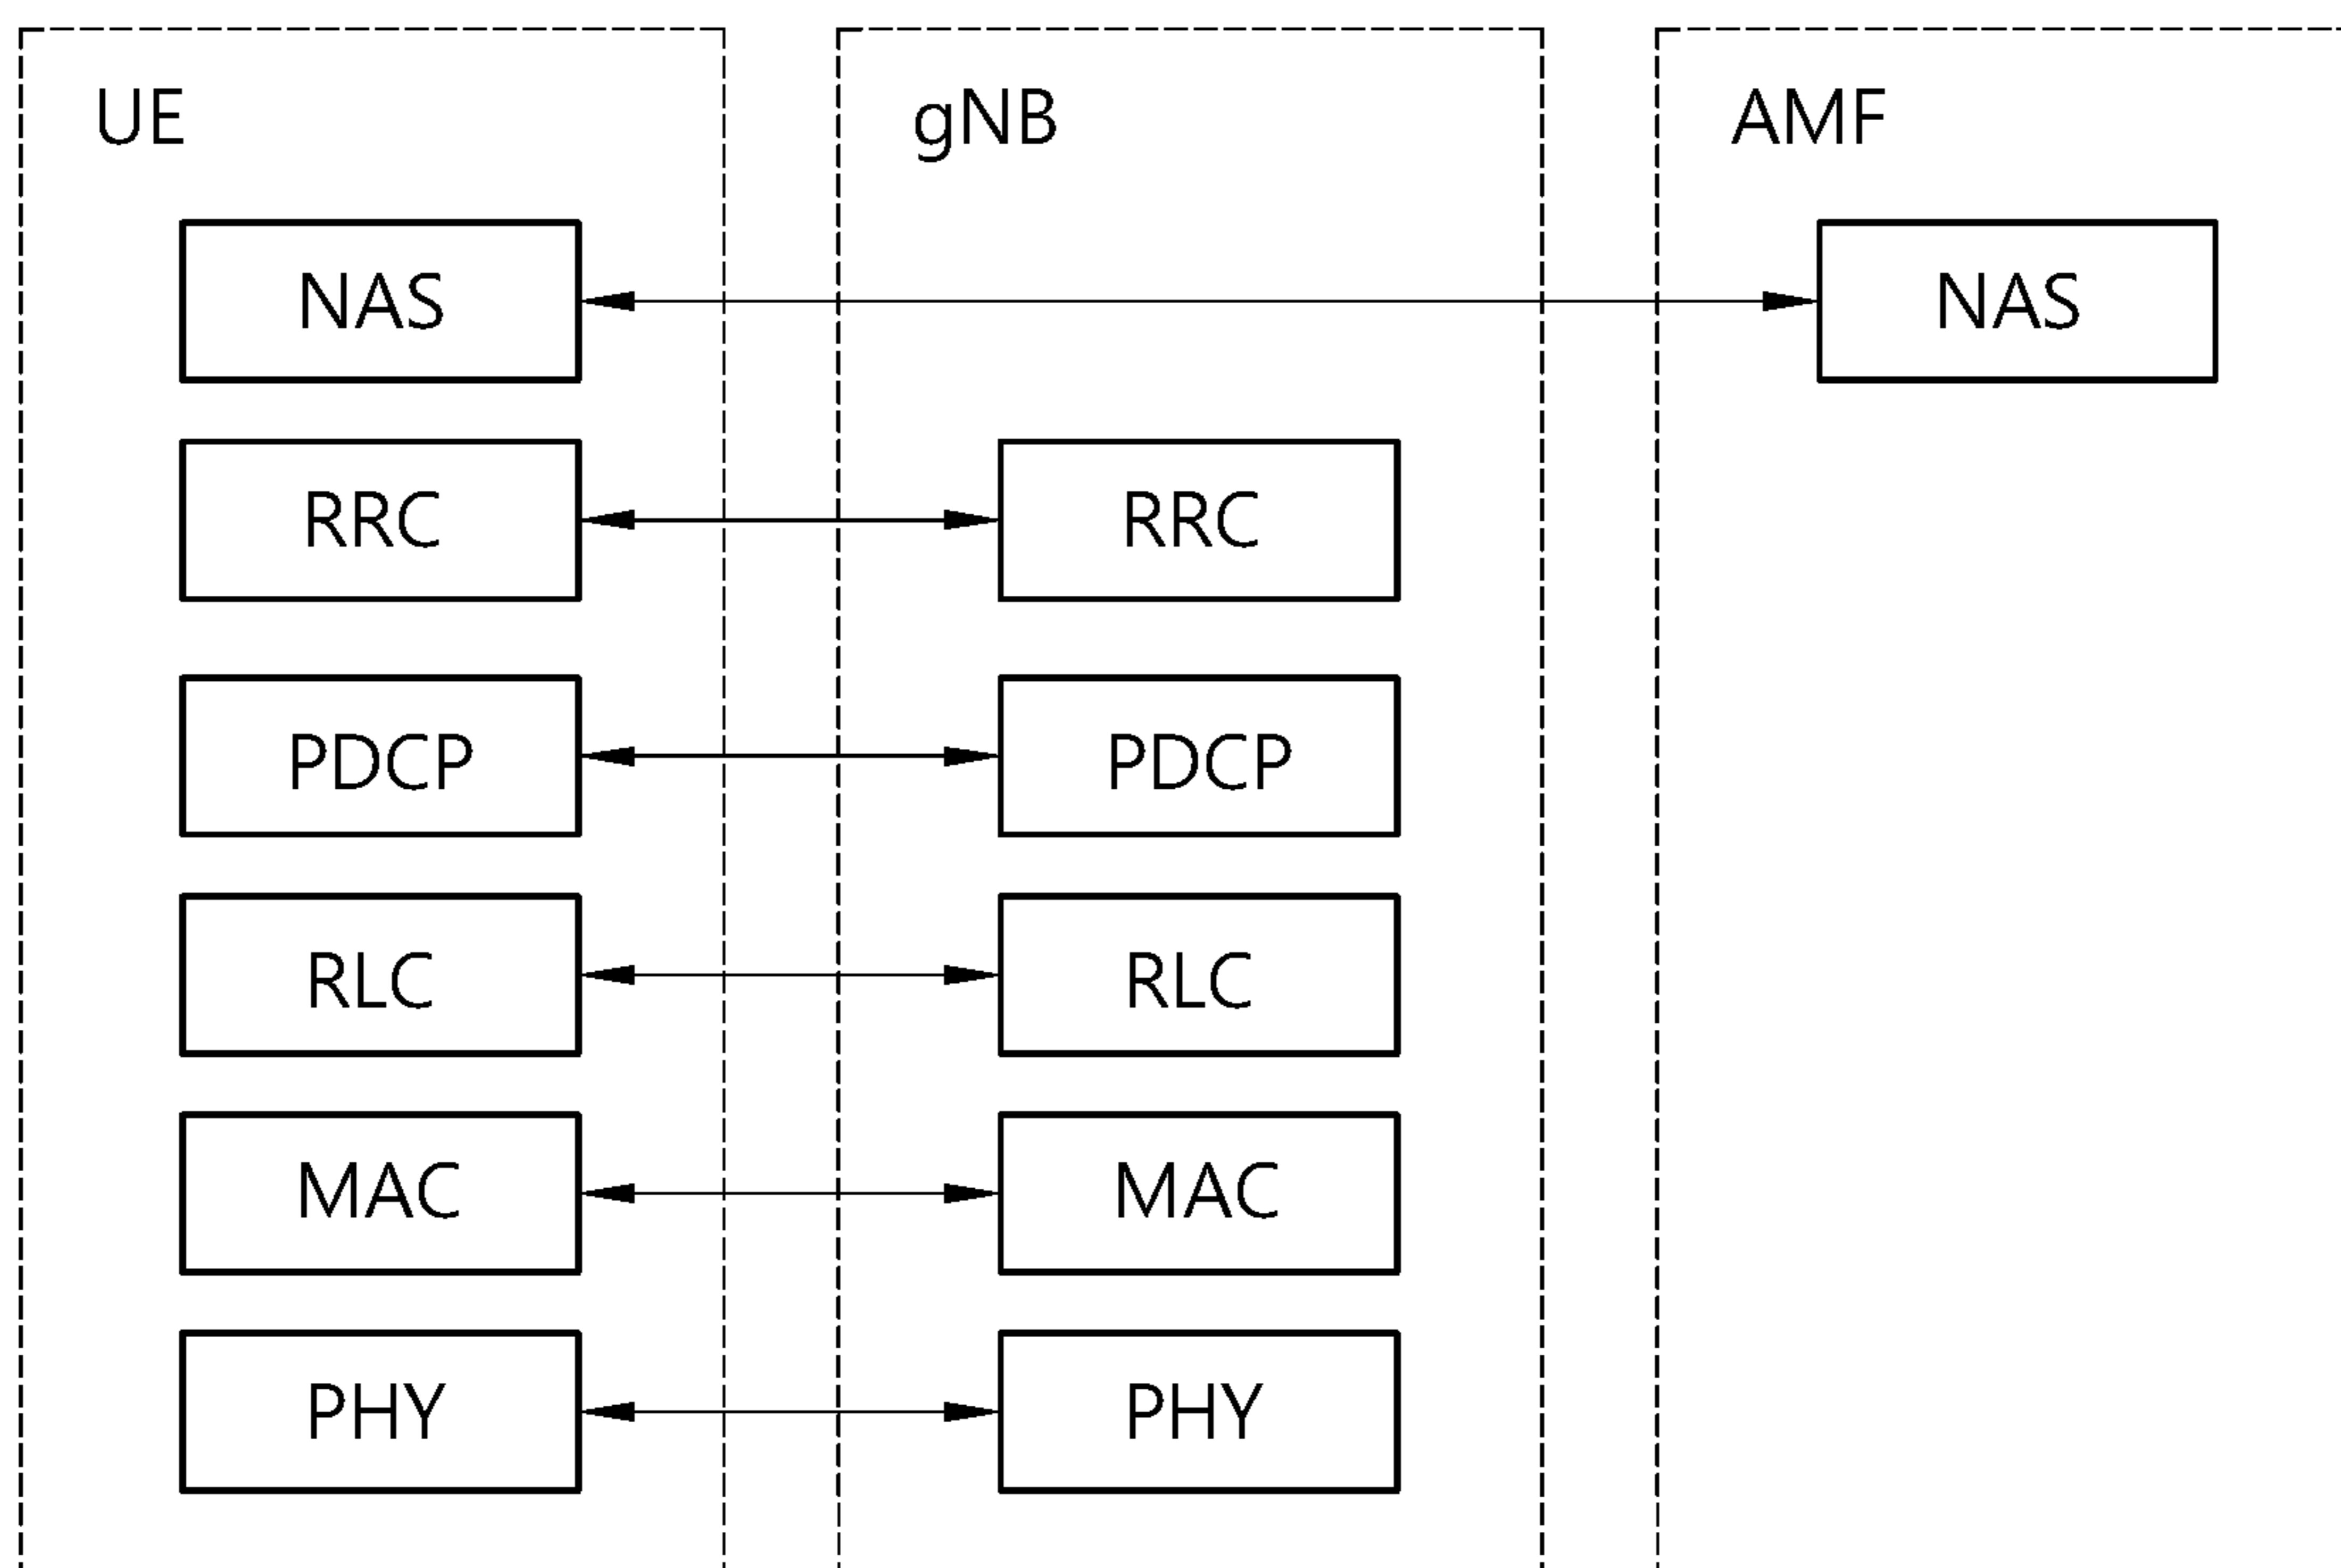 UE gNB AMF
NAS NAS
RRC RRC
PDCP PDCP
RLC RLC
MAC MAC
PHY PHY